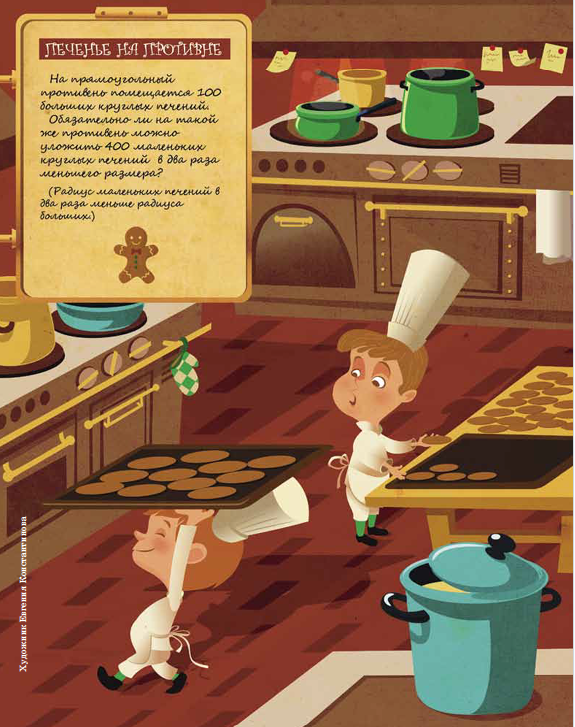 ПЕЧЕНЬЕ НА ПРОТИВНЕ
На прямоугольный
противень помещается 100
больших круглых печений.
Обязательно ли на такой
же противень можно
уложить 400 маленьких
круглых печений в два раза
меньшего размера?
(Радиус маленьких печений в
два раза меньше радиуса
больших.)
Художник Евгения Константинова